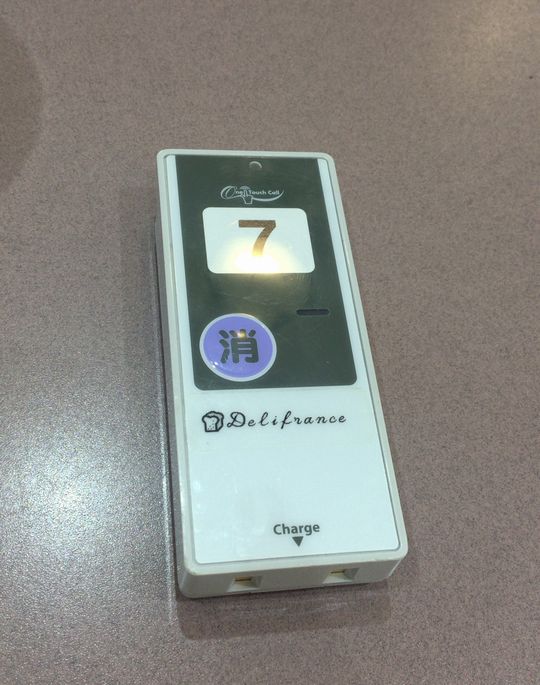 One Touch Call
7
消
Delifrance
Charge